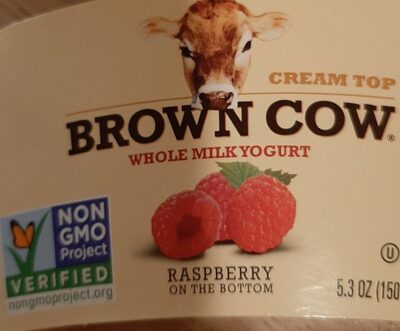 CREAM TOP
BROWN COW®
WHOLE MILK YOGURT
NON
GMO
Project
VERIFIED
nongmoproject.org
RASPBERRY
ON THE BOTTOM
U
5.3 OZ (150